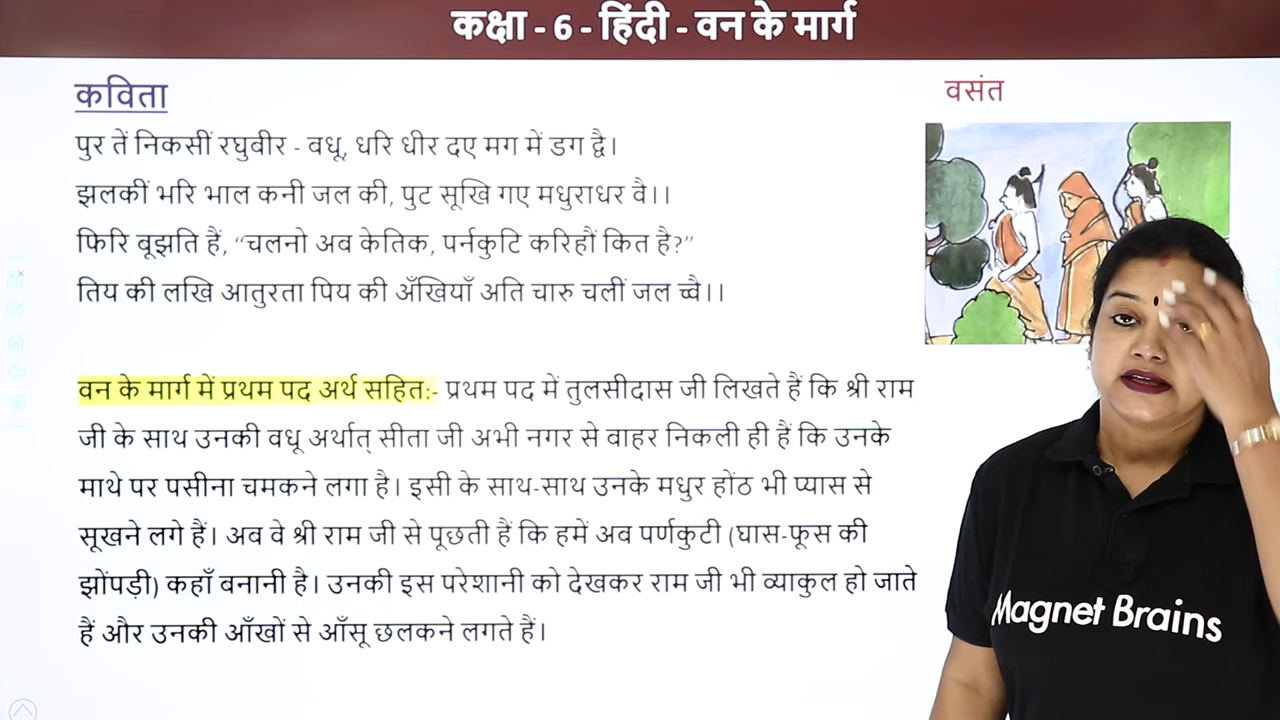 कक्षा - 6 - हिंदी - वन के मार्ग
कविता
वसंत
पुर तें निकसीं रघुबीर - बधू, धरि धीर दए मग में डग द्वै।
झलकीं भरि भाल कनी जल की, पुट सूखि गए मधुराधर वै।।
फिरि बूझति हैं, “चलनो अब केतिक, पर्नकुटि करिहौं कित है?”
तिय की लखि आतुरता पिय की अँखियाँ अति चारु चलीं जल च्वै।।
वन के मार्ग में प्रथम पद अर्थ सहित:- प्रथम पद में तुलसीदास जी लिखते हैं कि श्री राम
जी के साथ उनकी वधू अर्थात् सीता जी अभी नगर से बाहर निकली ही हैं कि उनके
माथे पर पसीना चमकने लगा है। इसी के साथ-साथ उनके मधुर होंठ भी प्यास से
सूखने लगे हैं। अब वे श्री राम जी से पूछती हैं कि हमें अब पर्णकुटी (घास-फूस की
झोंपड़ी) कहाँ बनानी है। उनकी इस परेशानी को देखकर राम जी भी व्याकुल हो जाते
हैं और उनकी आँखों से आँसू छलकने लगते हैं।
Magnet Brains